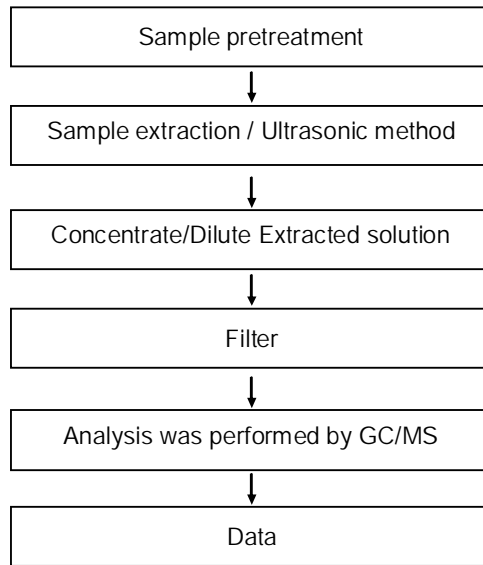 Sample pretreatment
Sample extraction / Ultrasonic method
Concentrate/Dilute Extracted solution
Filter
Analysis was performed by GC/MS
Data